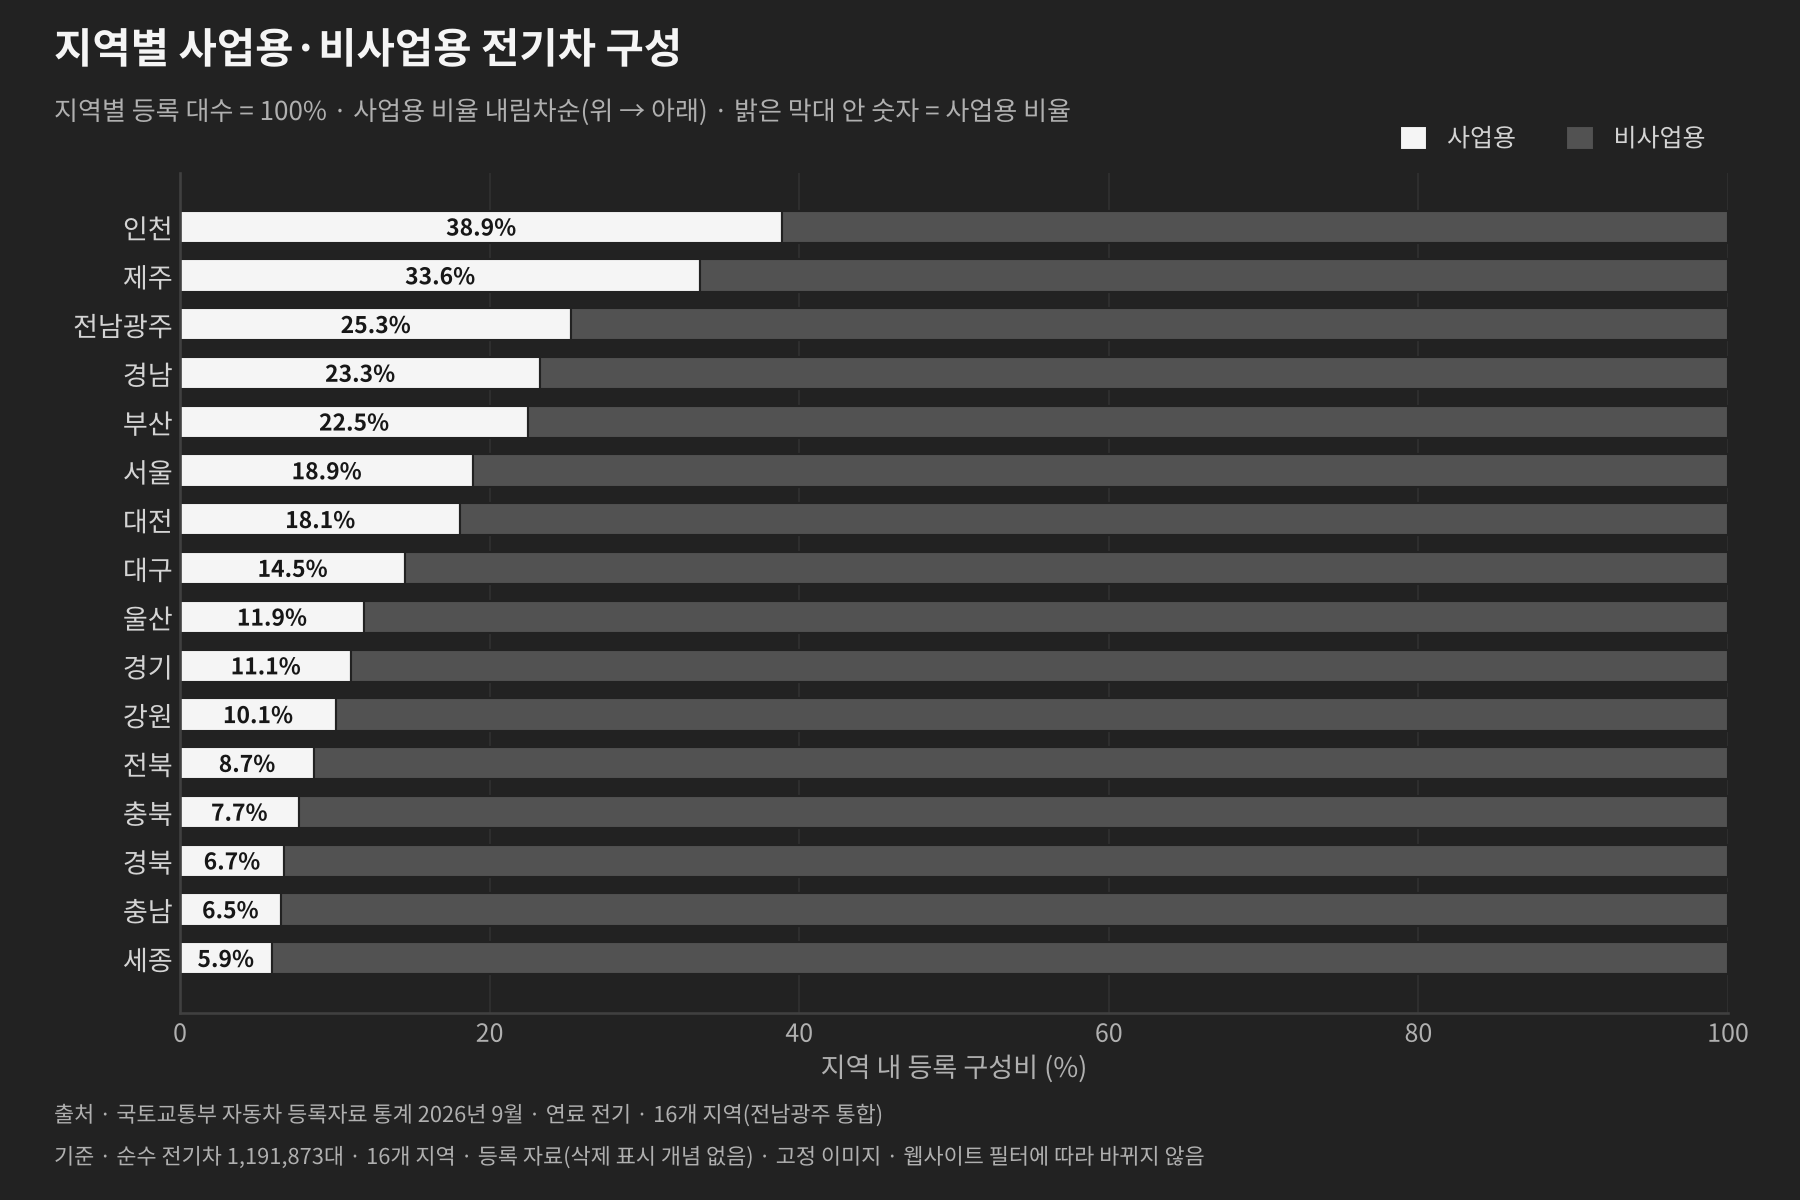 지역별 사업용·비사업용 전기차 구성
지역별 등록 대수 = 100% · 사업용 비율 내림차순(위 → 아래) · 밝은 막대 안 숫자 = 사업용 비율
사업용 비사업용
인천 38.9%
제주 33.6%
전남광주 25.3%
경남 23.3%
부산 22.5%
서울 18.9%
대전 18.1%
대구 14.5%
울산 11.9%
경기 11.1%
강원 10.1%
전북 8.7%
충북 7.7%
경북 6.7%
충남 6.5%
세종 5.9%
0 20 40 60 80 100
지역 내 등록 구성비 (%)
출처 · 국토교통부 자동차 등록자료 통계 2026년 9월 · 연료 전기 · 16개 지역(전남광주 통합)
기준 · 순수 전기차 1,191,873대 · 16개 지역 · 등록 자료(삭제 표시 개념 없음) · 고정 이미지 · 웹사이트 필터에 따라 바뀌지 않음